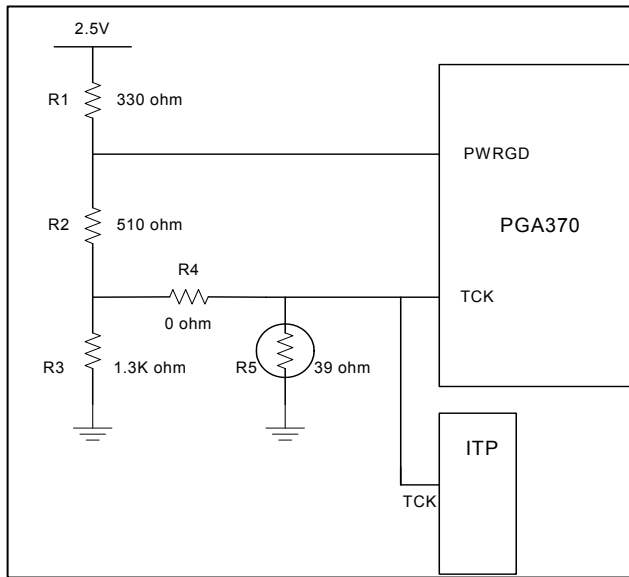 2.5V
R1 330 ohm
PWRGD
R2 510 ohm
PGA370
R4
TCK
0 ohm
R3 1.3K ohm
R5 39 ohm
ITP
TCK